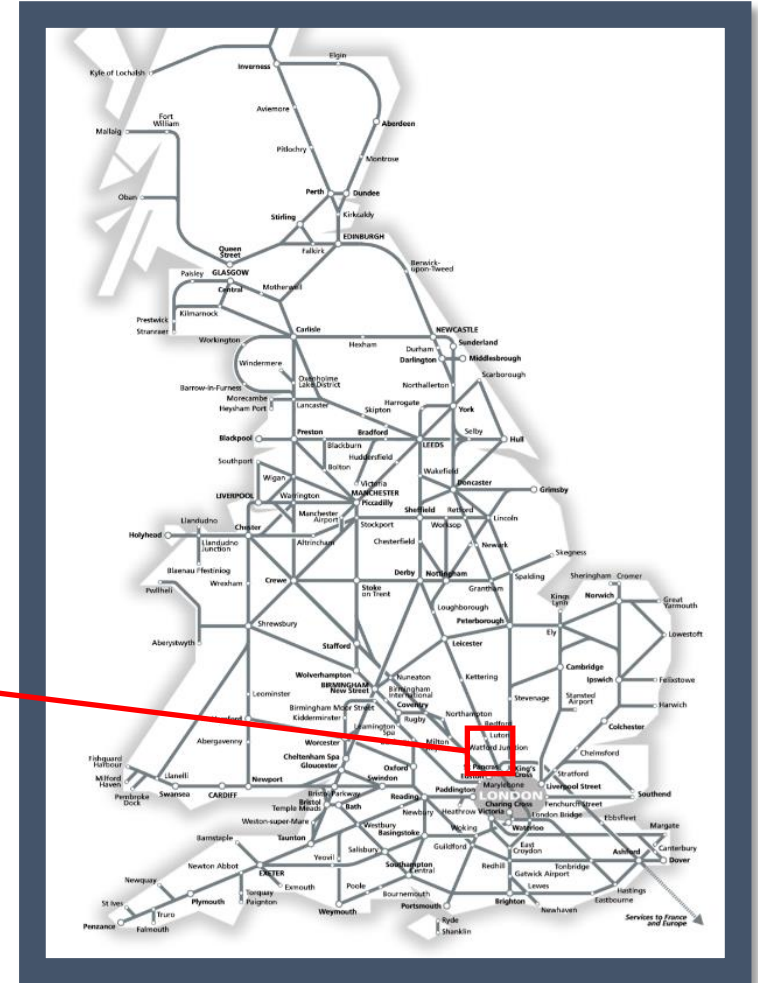 Elgin
Inverness
Kyle of Lochalsh
Aviemore
Fort
William
Mallaig
Aberdeen
Pitlochry
Montrose
Perth
Dundee
Oban
Stirling
Kirkcaldy
EDINBURGH
Queen
Street
Falkirk
Berwick-
upon-Tweed
Paisley
GLASGOW
Central
Motherwell
Prestwick
Kilmarnock
Stranraer
Carlisle
NEWCASTLE
Workington
Hexham
Sunderland
Durham
Darlington
Middlesbrough
Windermere
Scarborough
Oxenholme
Lake District
Barrow-in-Furness
Northallerton
Morecambe
Heysham Port
Lancaster
Harrogate
York
Skipton
Blackpool
Preston
Bradford
LEEDS
Selby
Hull
Blackburn
Huddersfield
Southport
Bolton
Wakefield
Wigan
Victoria
Doncaster
MANCHESTER
Piccadilly
LIVERPOOL
Warrington
Grimsby
Manchester
Airport
Sheffield
Retford
Llandudno
Stockport
Worksop
Lincoln
Holyhead
Chester
Llandudno
Junction
Altrincham
Chesterfield
Newark
Skegness
Blaenau Ffestiniog
Derby
Nottingham
Sheringham
Cromer
Pwllheli
Wrexham
Crewe
Stoke
on Trent
Grantham
Spalding
Kings
Lynn
Norwich
Great
Yarmouth
Loughborough
Shrewsbury
Peterborough
Aberystwyth
Stafford
Leicester
Ely
Lowestoft
Wolverhampton
BIRMINGHAM
New Street
Nuneaton
Kettering
Cambridge
Birmingham
International
Ipswich
Felixstowe
Leominster
Coventry
Stevenage
Stansted
Airport
Birmingham Moor Street
Rugby
Northampton
Harwich
Kidderminster
Bedford
Hereford
Leamington
Spa
Luton
Colchester
Abergavenny
Worcester
Milton
Watford Junction
Chelmsford
Cheltenham Spa
Gloucester
Oxford
St Pancras
King's
Cross
Fishguard
Harbour
Euston
Stratford
Milford
Haven
Llanelli
Newport
Swindon
Marylebone
Liverpool Street
Pembroke
Dock
Swansea
CARDIFF
Bristol Parkway
Reading
Paddington
LONDON
Southend
Bristol
Temple Meads
Bath
Newbury
Heathrow
Victoria
Charing Cross
Fenchurch Street
London Bridge
Ebbsfleet
Weston-super-Mare
Westbury
Basingstoke
Woking
Waterloo
Margate
Barnstaple
Taunton
Salisbury
Guildford
East
Croydon
Canterbury
Ashford
Dover
Newton Abbot
Yeovil
Southampton
Central
Redhill
Tonbridge
EXETER
Gatwick Airport
Newquay
Exmouth
Poole
Lewes
Hastings
St Ives
Plymouth
Torquay
Paignton
Bournemouth
Portsmouth
Brighton
Eastbourne
Truro
Weymouth
Newhaven
Penzance
Falmouth
Ryde
Shanklin
Services to France
and Europe